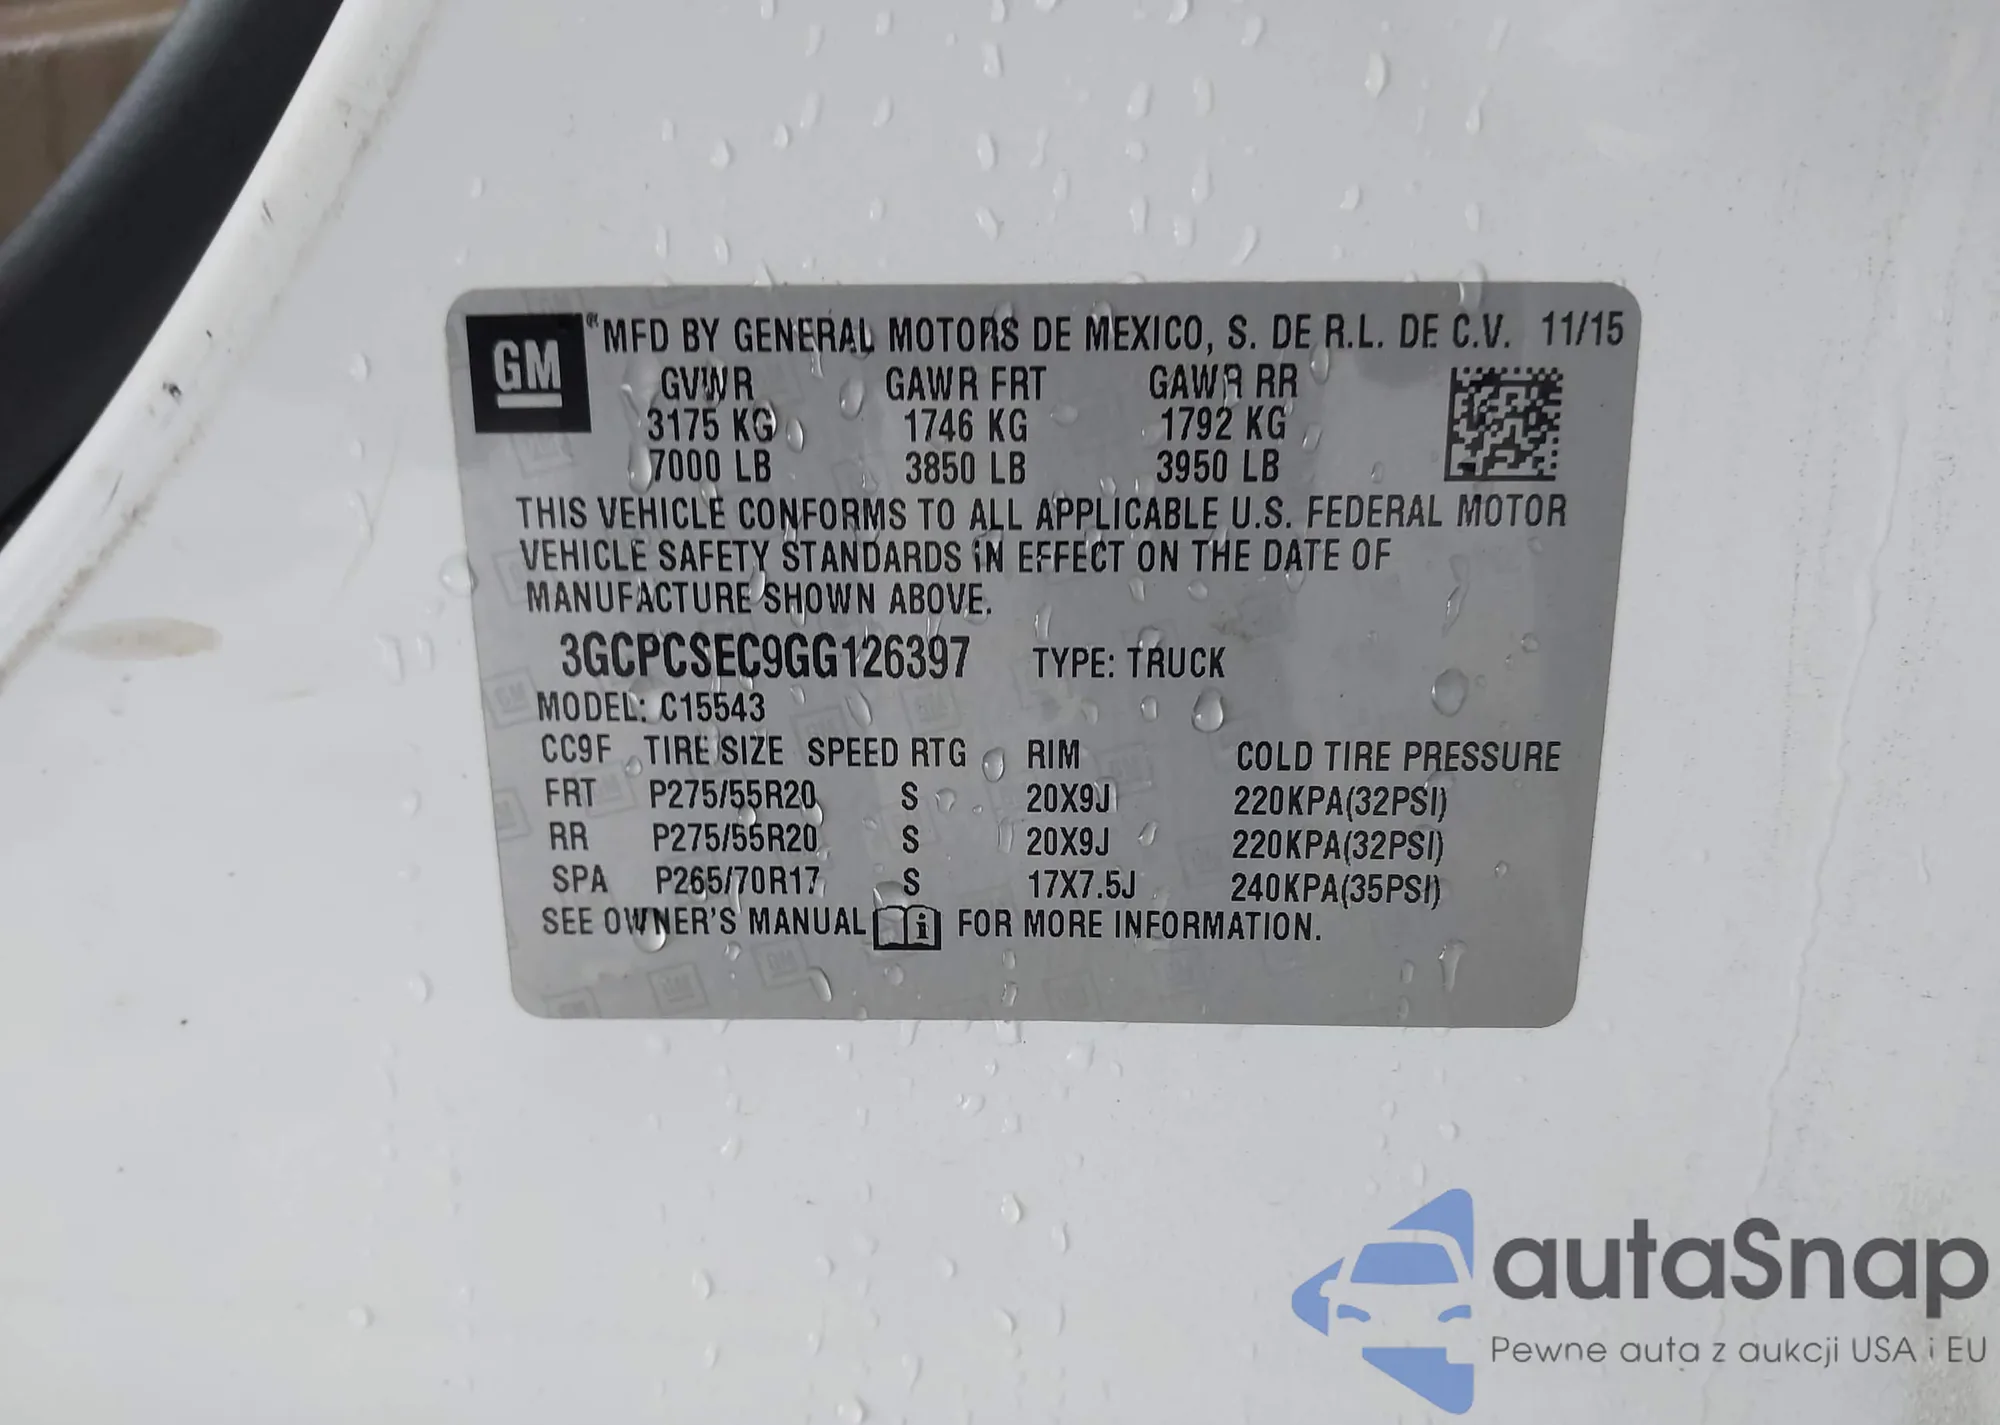 GM ® MFD BY GENERAL MOTORS DE MEXICO, S. DE R.L. DE C.V. 11/15
GVWR GAWR FRT GAWR RR
3175 KG 1746 KG 1792 KG
7000 LB 3850 LB 3950 LB
THIS VEHICLE CONFORMS TO ALL APPLICABLE U.S. FEDERAL MOTOR
VEHICLE SAFETY STANDARDS IN EFFECT ON THE DATE OF
MANUFACTURE SHOWN ABOVE.
3GCPCSEC9GG126397 TYPE: TRUCK
MODEL: C15543
CC9F TIRE SIZE SPEED RTG RIM COLD TIRE PRESSURE
FRT P275/55R20 S 20X9J 220KPA(32PSI)
RR P275/55R20 S 20X9J 220KPA(32PSI)
SPA P265/70R17 S 17X7.5J 240KPA(35PSI)
SEE OWNER'S MANUAL i FOR MORE INFORMATION.
autaSnap
Pewne auta z aukcji USA i EU